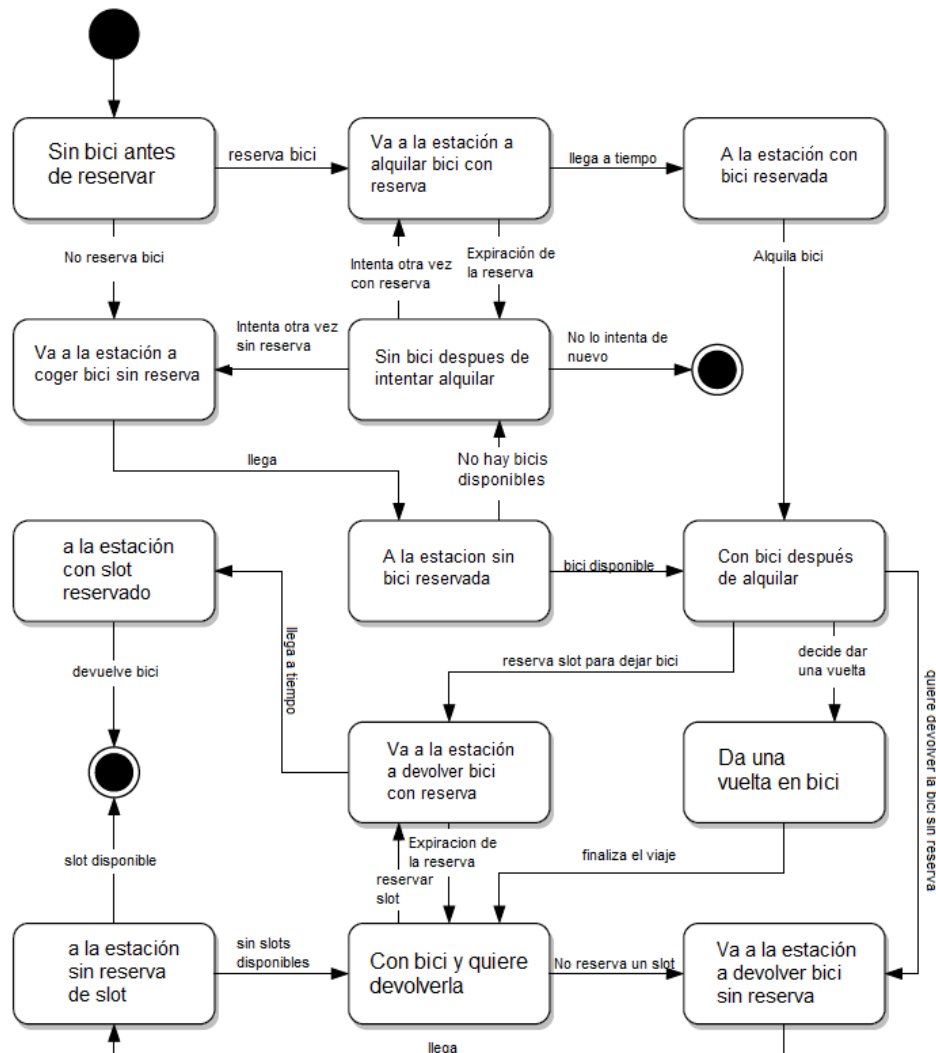 Sin bici antes
de reservar
reserva bici
Va a la estación a
alquilar bici con
reserva
llega a tiempo
A la estación con
bici reservada
No reserva bici
Intenta otra vez
con reserva
Expiración de
la reserva
Alquila bici
Va a la estación a
coger bici sin reserva
Intenta otra vez
sin reserva
Sin bici despues de
intentar alquilar
No lo intenta de
nuevo
llega
No hay bicis
disponibles
a la estación
con slot
reservado
A la estacion sin
bici reservada
bici disponible
Con bici después
de alquilar
devuelve bici
llega a tiempo
reserva slot para dejar bici
decide dar
una vuelta
quiere devolver la bici sin reserva
Va a la estación
a devolver bici
con reserva
Da una
vuelta en bici
slot disponible
Expiracion de
la reserva
reservar
slot
finaliza el viaje
a la estación
sin reserva
de slot
sin slots
disponibles
Con bici y quiere
devolverla
No reserva un slot
Va a la estación
a devolver bici
sin reserva
llega